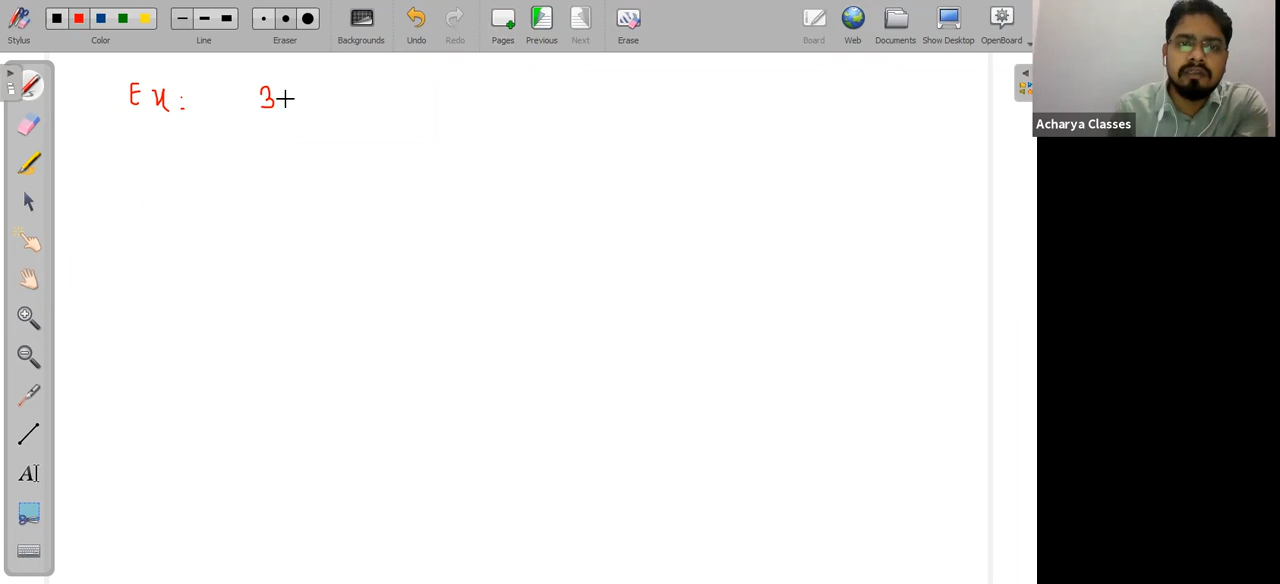 Stylus Color Line Eraser Backgrounds Undo Redo Pages Previous Next Erase Board Web Documents Show Desktop OpenBoard
Ex: 3
Acharya Classes
A